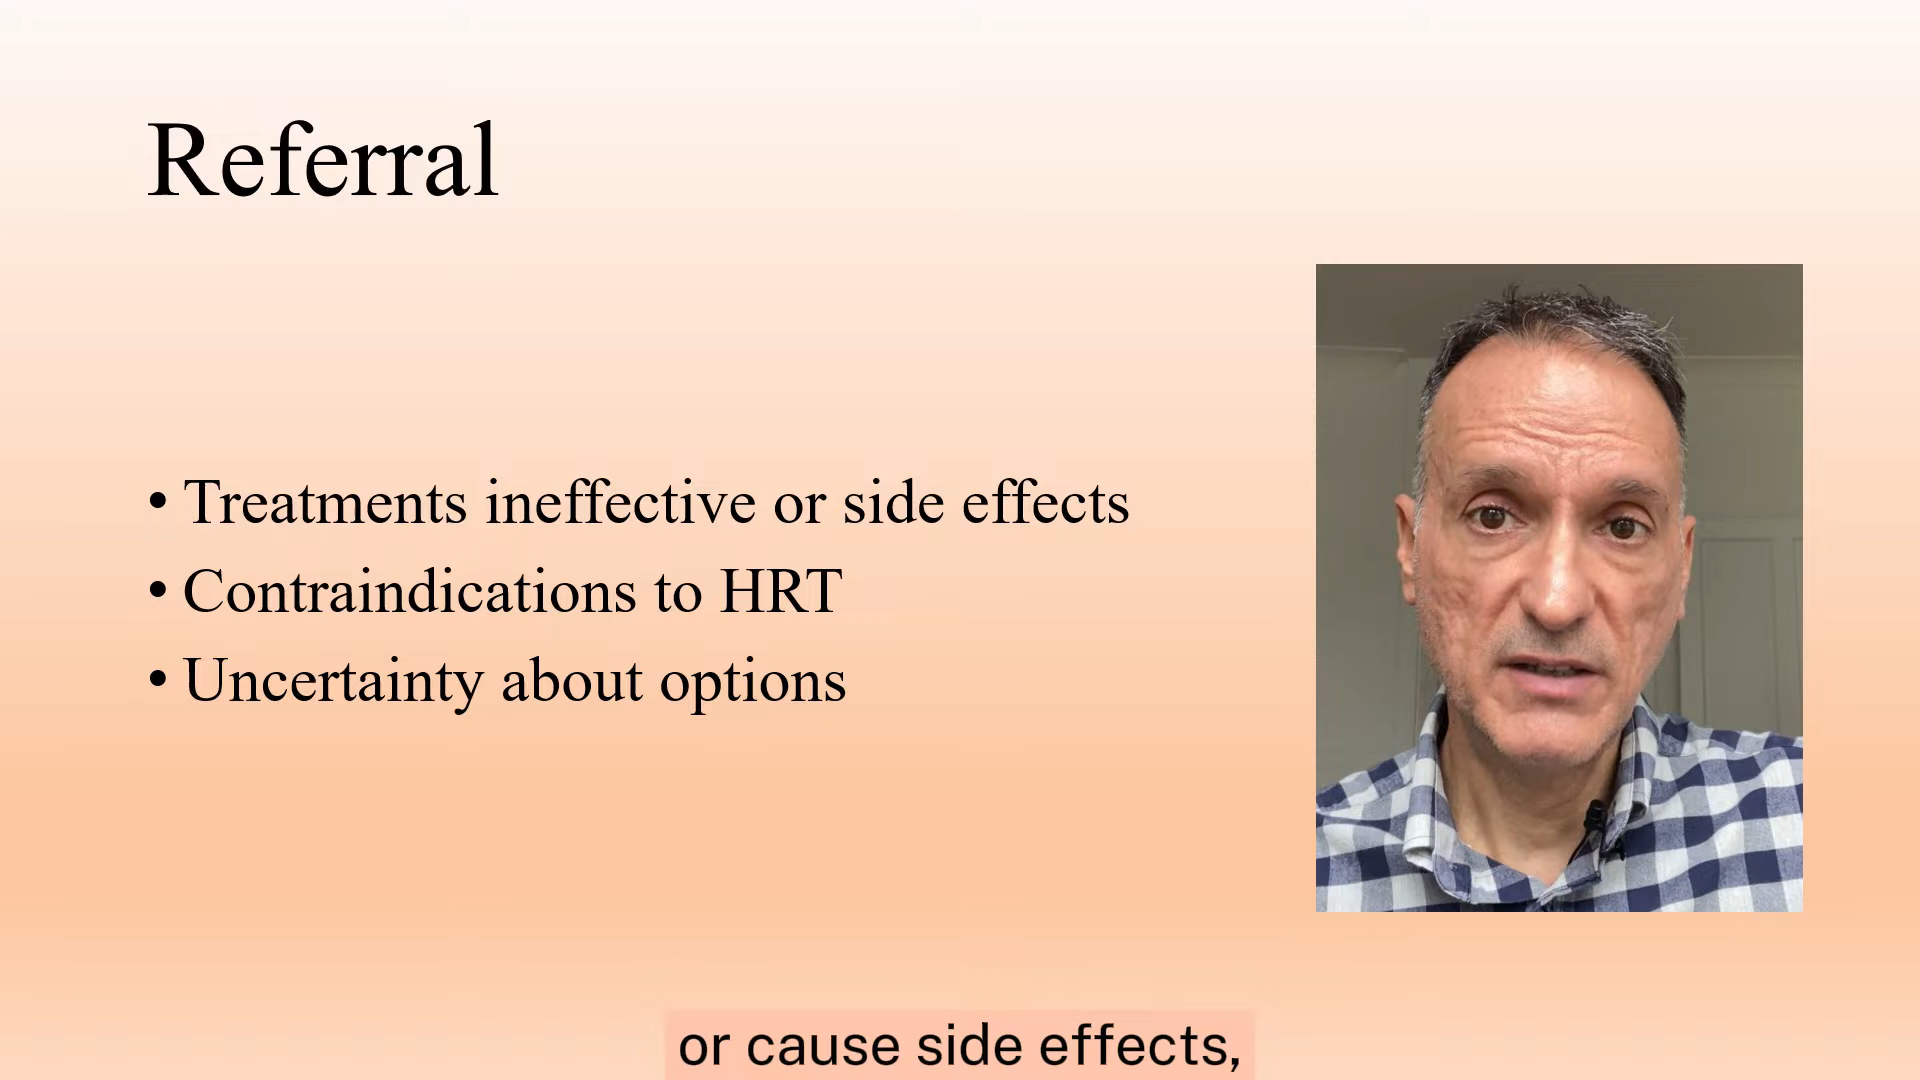 Referral
• Treatments ineffective or side effects
• Contraindications to HRT
• Uncertainty about options
or cause side effects,